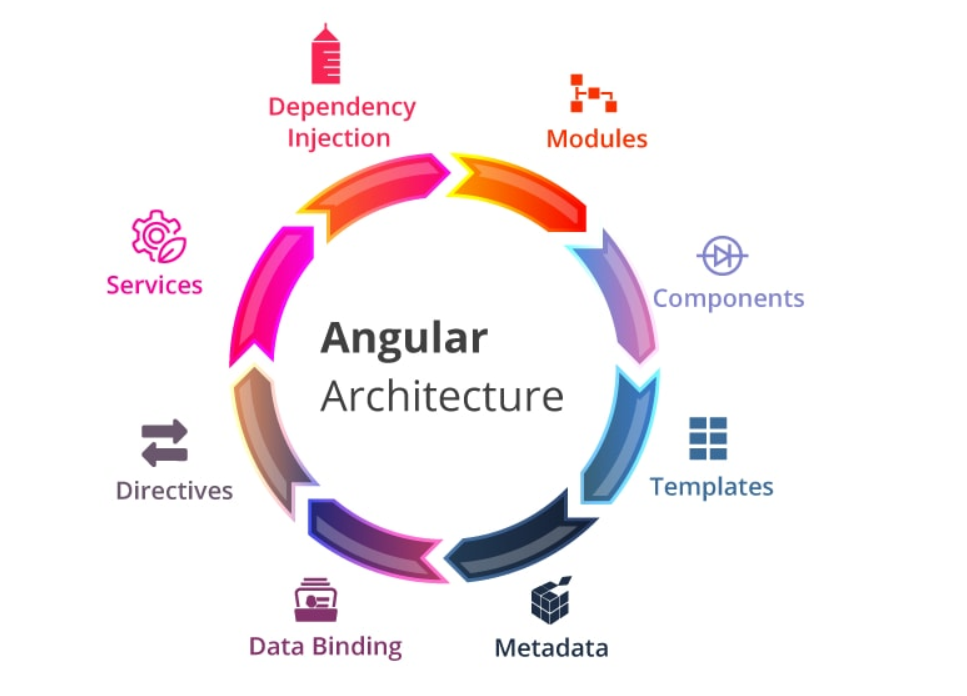 Dependency
Injection
Modules
Services
Components
Angular
Architecture
Directives
Templates
Data Binding
Metadata